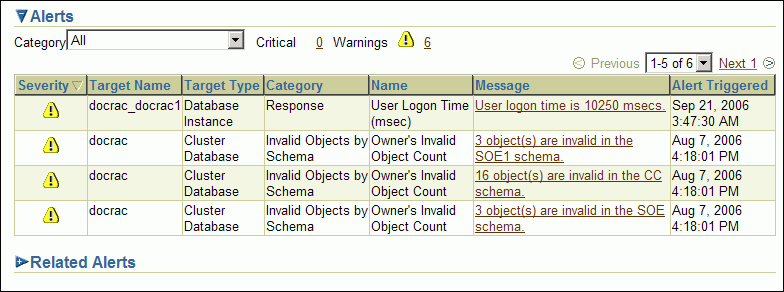 Alerts
Category All Critical 0 Warnings 6
Previous 1-5 of 6 Next 1
Severity Target Name Target Type Category Name Message Alert Triggered
docrac_docrac1 Database Instance Response User Logon Time (msec) User logon time is 10250 msecs. Sep 21, 2006 3:47:30 AM
docrac Cluster Database Invalid Objects by Schema Owner's Invalid Object Count 3 object(s) are invalid in the SOE1 schema. Aug 7, 2006 4:18:01 PM
docrac Cluster Database Invalid Objects by Schema Owner's Invalid Object Count 16 object(s) are invalid in the CC schema. Aug 7, 2006 4:18:01 PM
docrac Cluster Database Invalid Objects by Schema Owner's Invalid Object Count 3 object(s) are invalid in the SOE schema. Aug 7, 2006 4:18:01 PM
Related Alerts